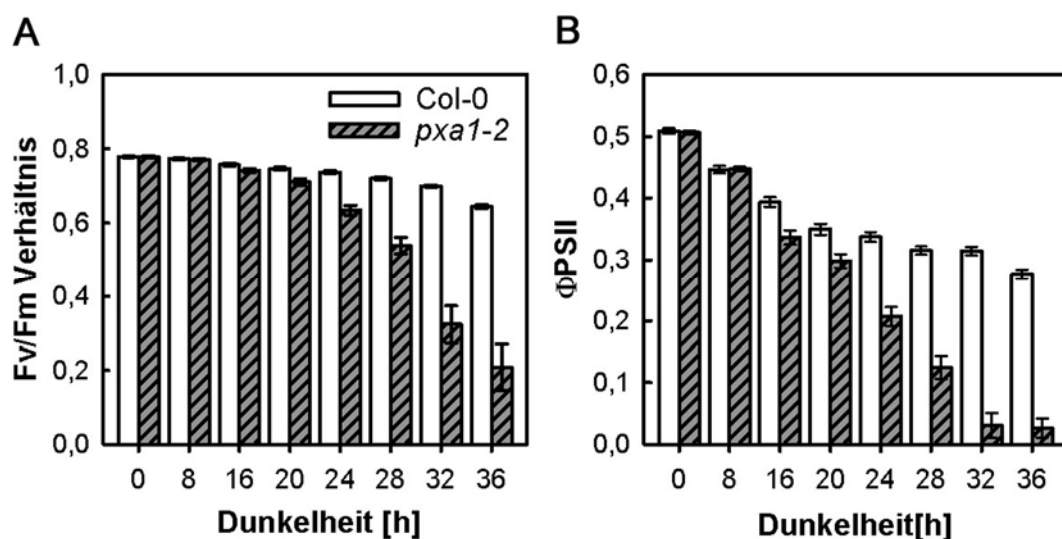 A
Fv/Fm Verhältnis
1,0
0,8
0,6
0,4
0,2
0,0
Col-0
pxa1-2
0 8 16 20 24 28 32 36
Dunkelheit [h]
B
ΦPSII
0,6
0,5
0,4
0,3
0,2
0,1
0,0
0 8 16 20 24 28 32 36
Dunkelheit[h]